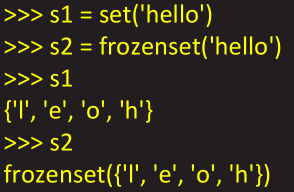 >>> s1 = set('hello')
>>> s2 = frozenset('hello')
>>> s1
{'l', 'e', 'o', 'h'}
>>> s2
frozenset({'l', 'e', 'o', 'h'})